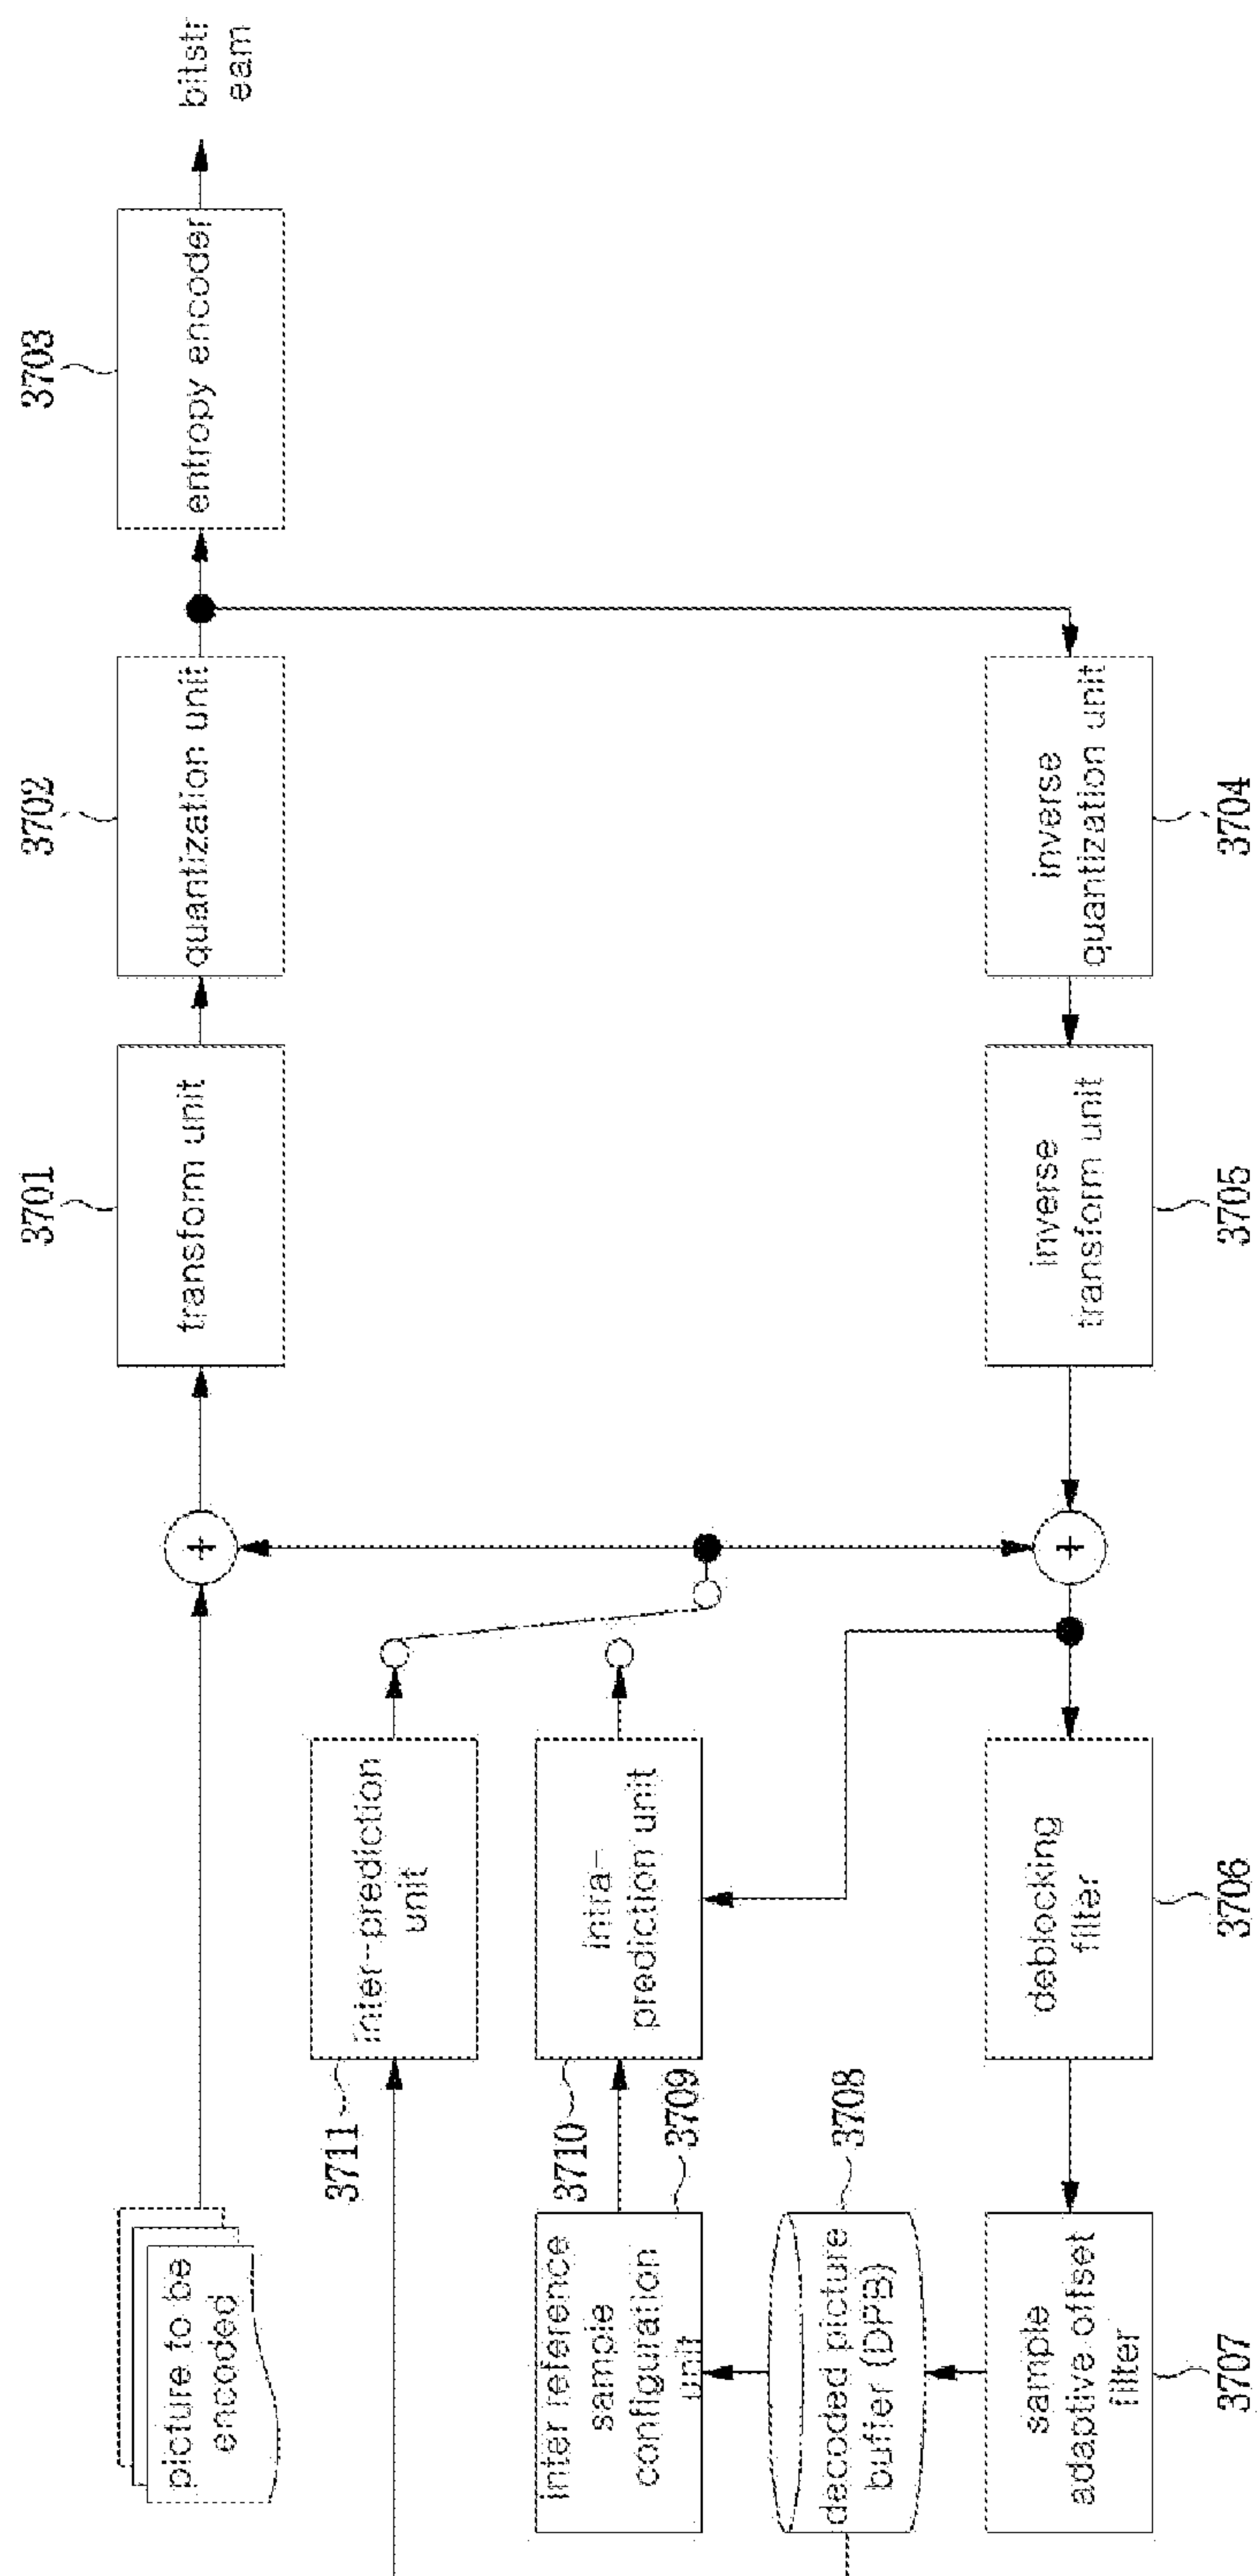 picture to be
encoded
3701
transform unit
3702
quantization unit
3703
entropy encoder
bitstr
eam
3711
inter-prediction
unit
3710
intra-
prediction unit
3709
inter reference
sample
configuration
unit
3708
decoded picture
buffer (DPB)
+
+
inverse
quantization unit
3704
inverse
transform unit
3705
deblocking
filter
3706
sample
adaptive offset
filter
3707